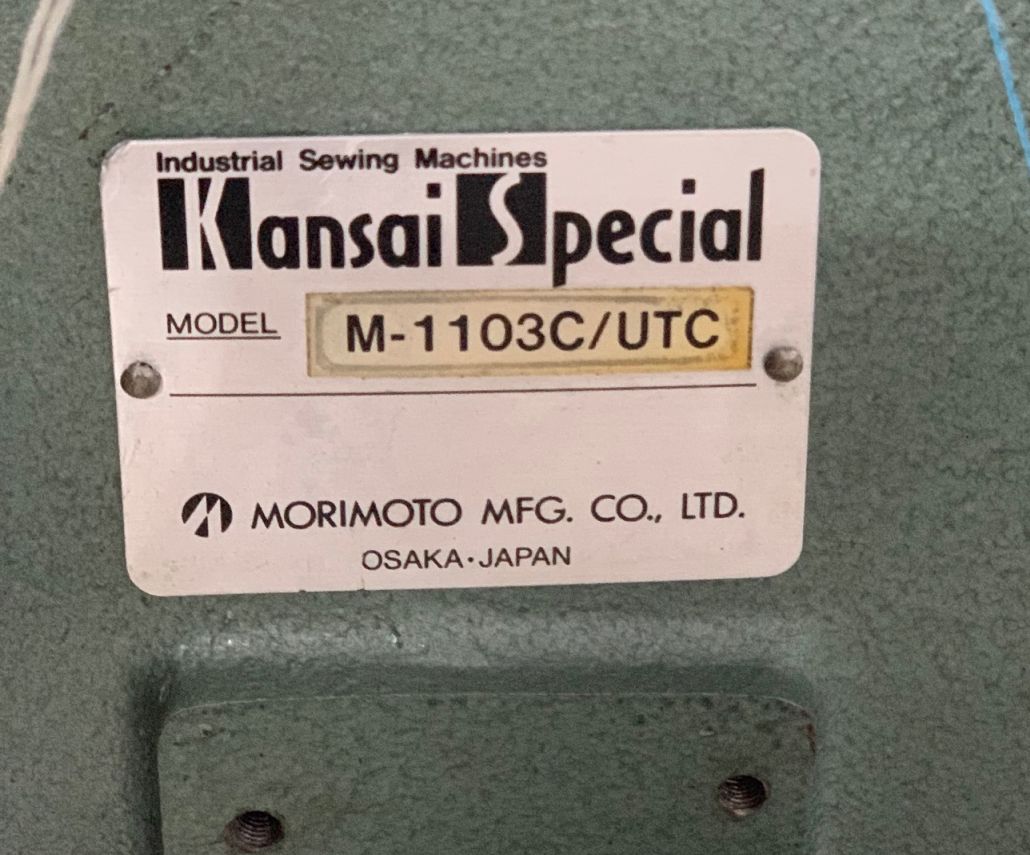 Industrial Sewing Machines
Kansai Special
MODEL M-1103C/UTC
MORIMOTO MFG. CO., LTD.
OSAKA・JAPAN